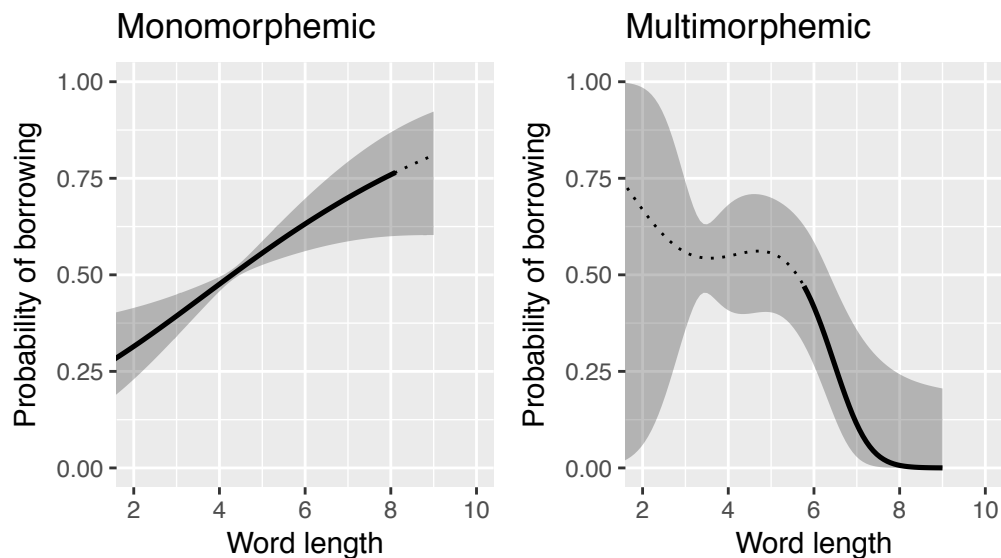 Monomorphemic
Probability of borrowing
1.00
0.75
0.50
0.25
0.00
2 4 6 8 10
Word length
Multimorphemic
Probability of borrowing
1.00
0.75
0.50
0.25
0.00
2 4 6 8 10
Word length